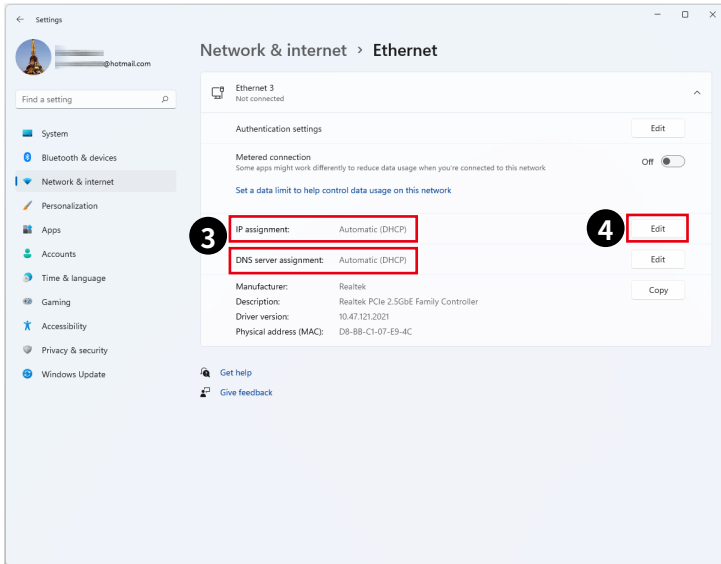 Settings
@hotmail.com
Find a setting
System
Bluetooth & devices
Network & internet
Personalization
Apps
Accounts
Time & language
Gaming
Accessibility
Privacy & security
Windows Update
Network & internet > Ethernet
Ethernet 3
Not connected
Authentication settings Edit
Metered connection
Some apps might work differently to reduce data usage when you're connected to this network
Off
Set a data limit to help control data usage on this network
3 IP assignment: Automatic (DHCP) 4 Edit
DNS server assignment: Automatic (DHCP) Edit
Manufacturer: Realtek Copy
Description: Realtek PCIe 2.5GbE Family Controller
Driver version: 10.47.121.2021
Physical address (MAC): D8-BB-C1-07-E9-4C
Get help
Give feedback